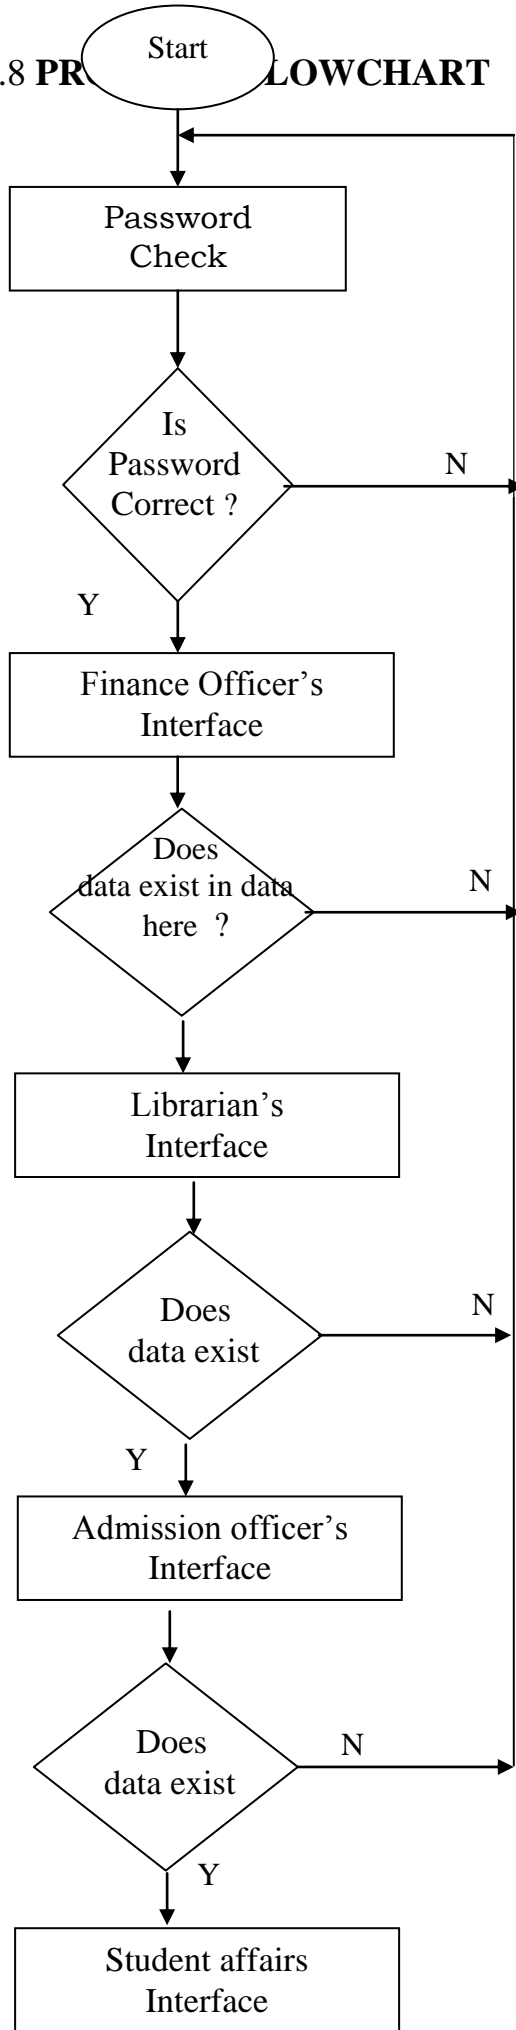 Start
.8 PR LOWCHART
Password
Check
Is
Password
Correct ?
N
Y
Finance Officer’s
Interface
Does
data exist in data
here ?
N
Librarian’s
Interface
Does
data exist
N
Y
Admission officer’s
Interface
Does
data exist
N
Y
Student affairs
Interface